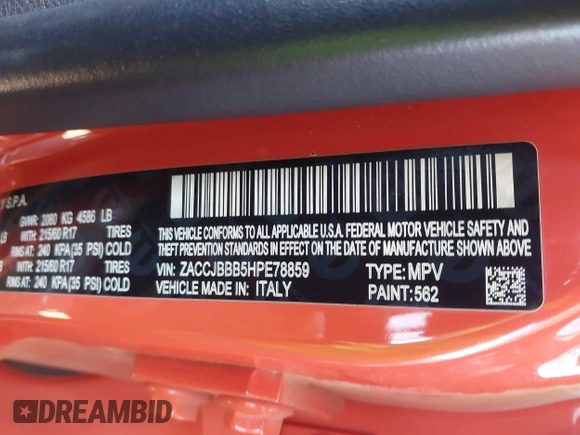 Y S.P.A.
GVWR: 2080 KG 4586 LB
LB WITH: 215/60 R17 TIRES
RIMS AT: 240 KPA (35 PSI) COLD
LB WITH: 215/60 R17 TIRES
RIMS AT: 240 KPA (35 PSI) COLD
THIS VEHICLE CONFORMS TO ALL APPLICABLE U.S.A. FEDERAL MOTOR VEHICLE SAFETY AND
THEFT PREVENTION STANDARDS IN EFFECT ON THE DATE OF MANUFACTURE SHOWN ABOVE.
VIN: ZACCJBBB5HPE78859 TYPE: MPV
VEHICLE MADE IN: ITALY PAINT: 562
DREAMBID